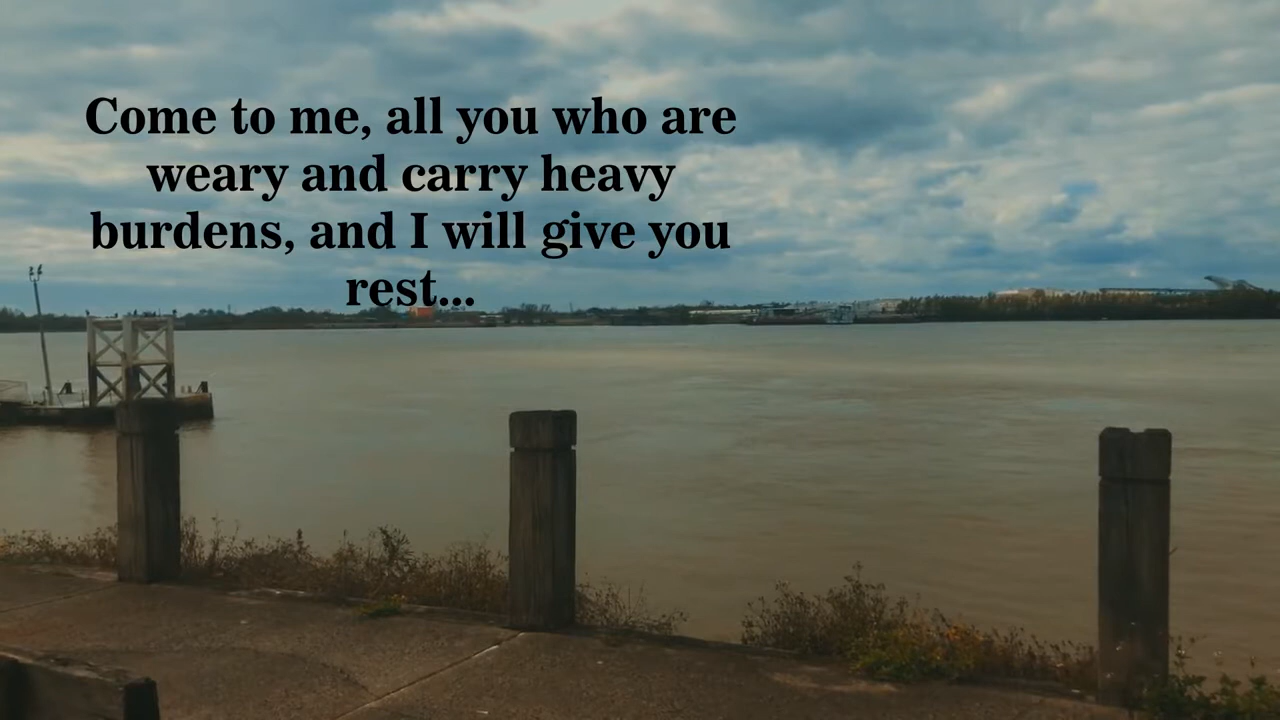 Come to me, all you who are
weary and carry heavy
burdens, and I will give you
rest...